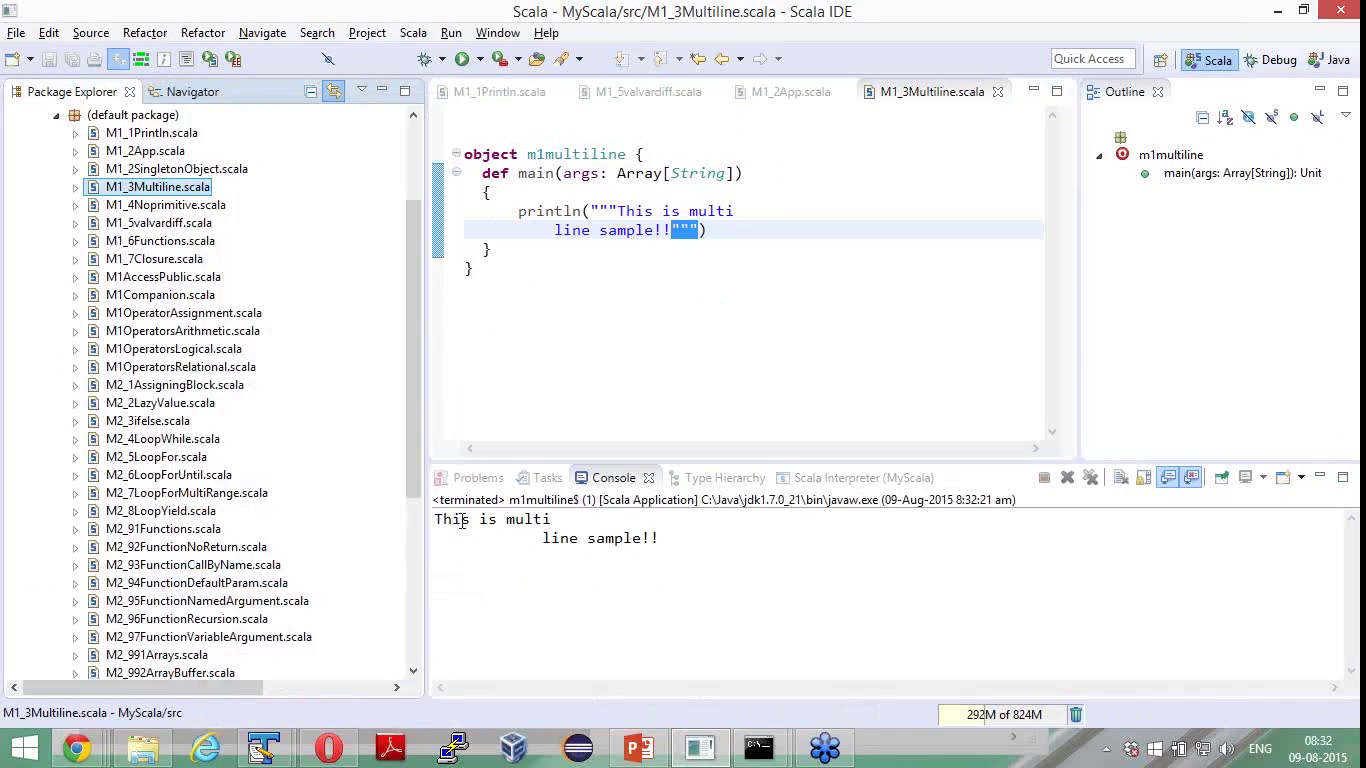 Scala - MyScala/src/M1_3Multiline.scala - Scala IDE
File Edit Source Refactor Refactor Navigate Search Project Scala Run Window Help
Quick Access Scala Debug Java
Package Explorer Navigator
M1_1Println.scala M1_5valvardiff.scala M1_2App.scala M1_3Multiline.scala
Outline
(default package)
M1_1Println.scala
M1_2App.scala
M1_2SingletonObject.scala
M1_3Multiline.scala
M1_4Noprimitive.scala
M1_5valvardiff.scala
M1_6Functions.scala
M1_7Closure.scala
M1AccessPublic.scala
M1Companion.scala
M1OperatorAssignment.scala
M1OperatorsArithmetic.scala
M1OperatorsLogical.scala
M1OperatorsRelational.scala
M2_1AssigningBlock.scala
M2_2LazyValue.scala
M2_3ifelse.scala
M2_4LoopWhile.scala
M2_5LoopFor.scala
M2_6LoopForUntil.scala
M2_7LoopForMultiRange.scala
M2_8LoopYield.scala
M2_91Functions.scala
M2_92FunctionNoReturn.scala
M2_93FunctionCallByName.scala
M2_94FunctionDefaultParam.scala
M2_95FunctionNamedArgument.scala
M2_96FunctionRecursion.scala
M2_97FunctionVariableArgument.scala
M2_991Arrays.scala
M2_992ArrayBuffer.scala
object m1multiline {
def main(args: Array[String])
{
println("""This is multi
line sample!!""")
}
}
m1multiline
main(args: Array[String]): Unit
Problems Tasks Console Type Hierarchy Scala Interpreter (MyScala)
<terminated> m1multiline$ (1) [Scala Application] C:\Java\jdk1.7.0_21\bin\javaw.exe (09-Aug-2015 8:32:21 am)
This is multi
line sample!!
M1_3Multiline.scala - MyScala/src
292M of 824M
ENG
08:32
09-08-2015